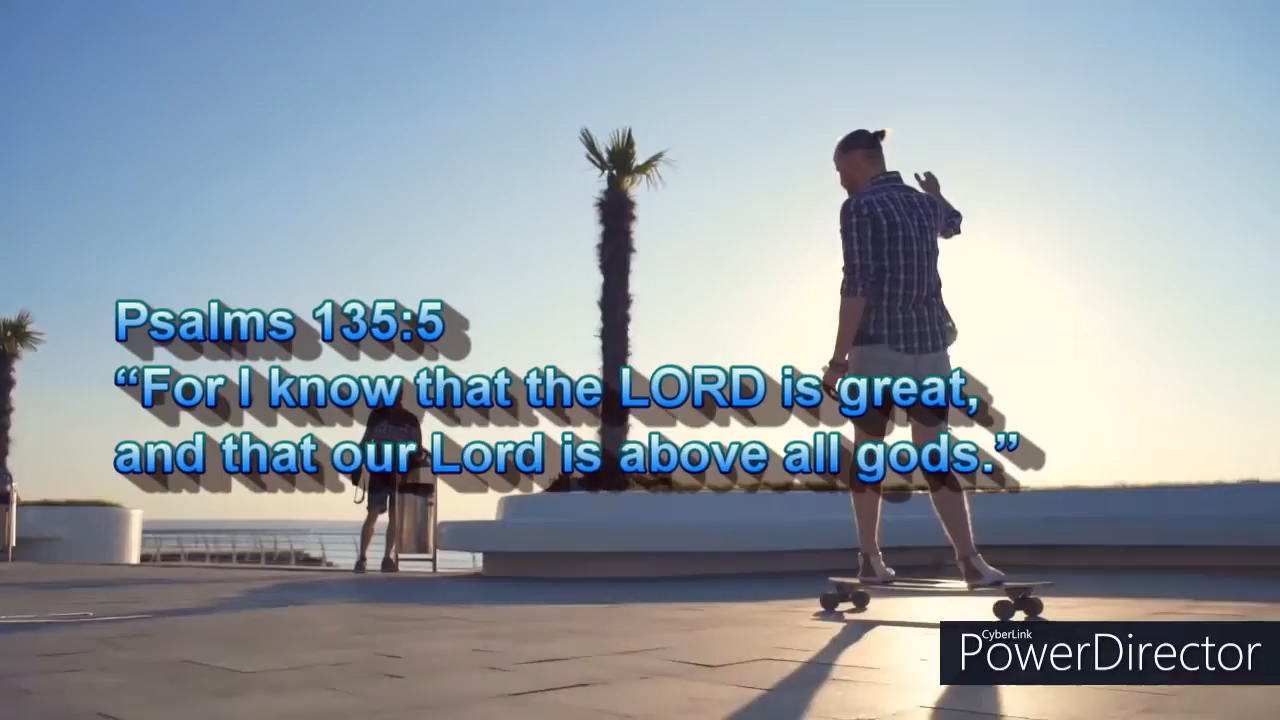 Psalms 135:5
“For I know that the LORD is great,
and that our Lord is above all gods.”
CyberLink
PowerDirector